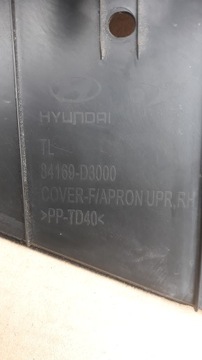 HYUNDAI
TL
84169-D3000
COVER-F/APRON UPR,RH
>PP-TD40<